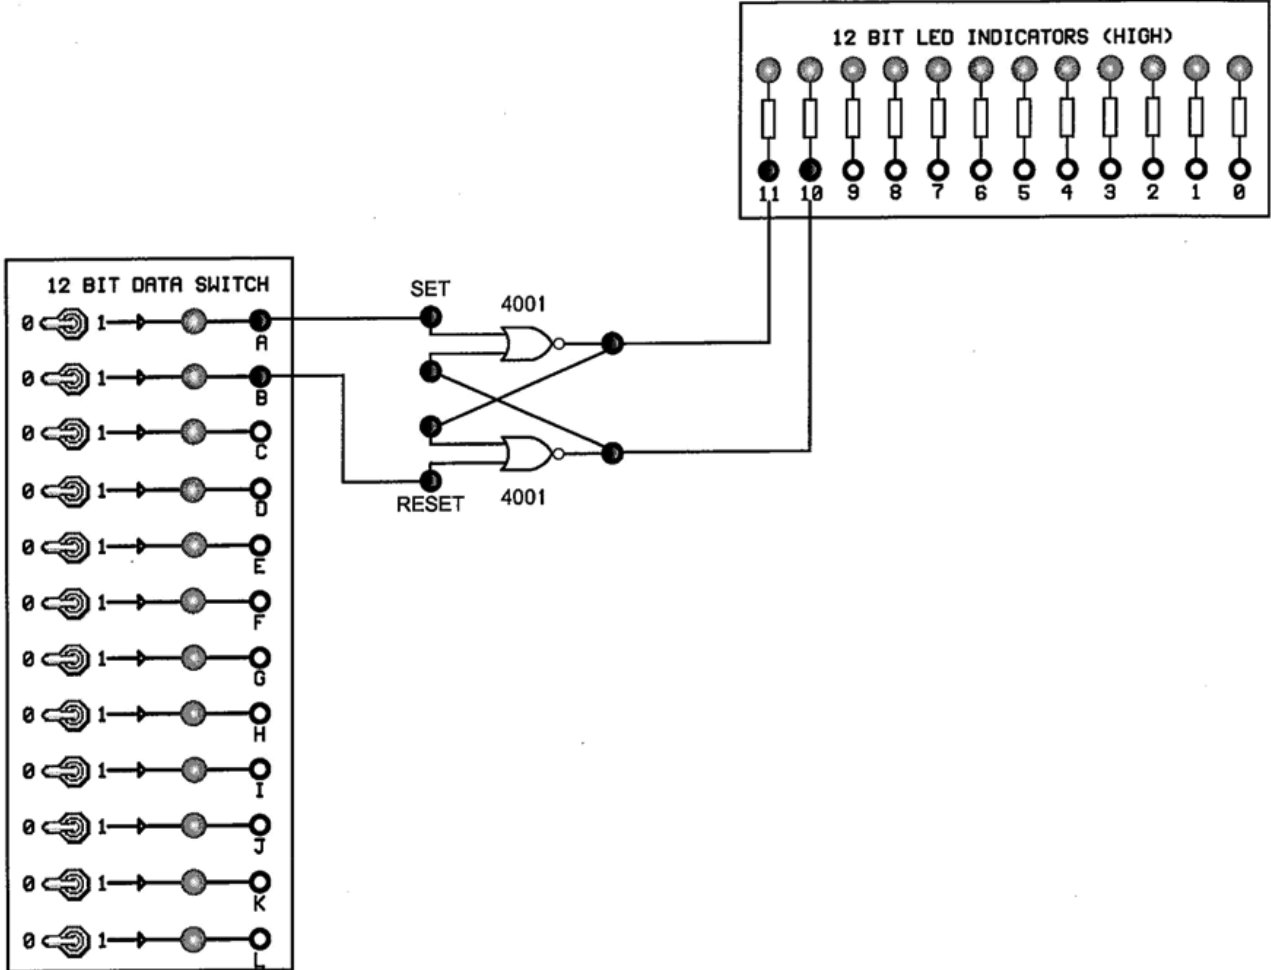 12 BIT LED INDICATORS (HIGH)
11 10 9 8 7 6 5 4 3 2 1 0
12 BIT DATA SWITCH
0 1 A
0 1 B
0 1 C
0 1 D
0 1 E
0 1 F
0 1 G
0 1 H
0 1 I
0 1 J
0 1 K
0 1 L
SET
4001
RESET
4001